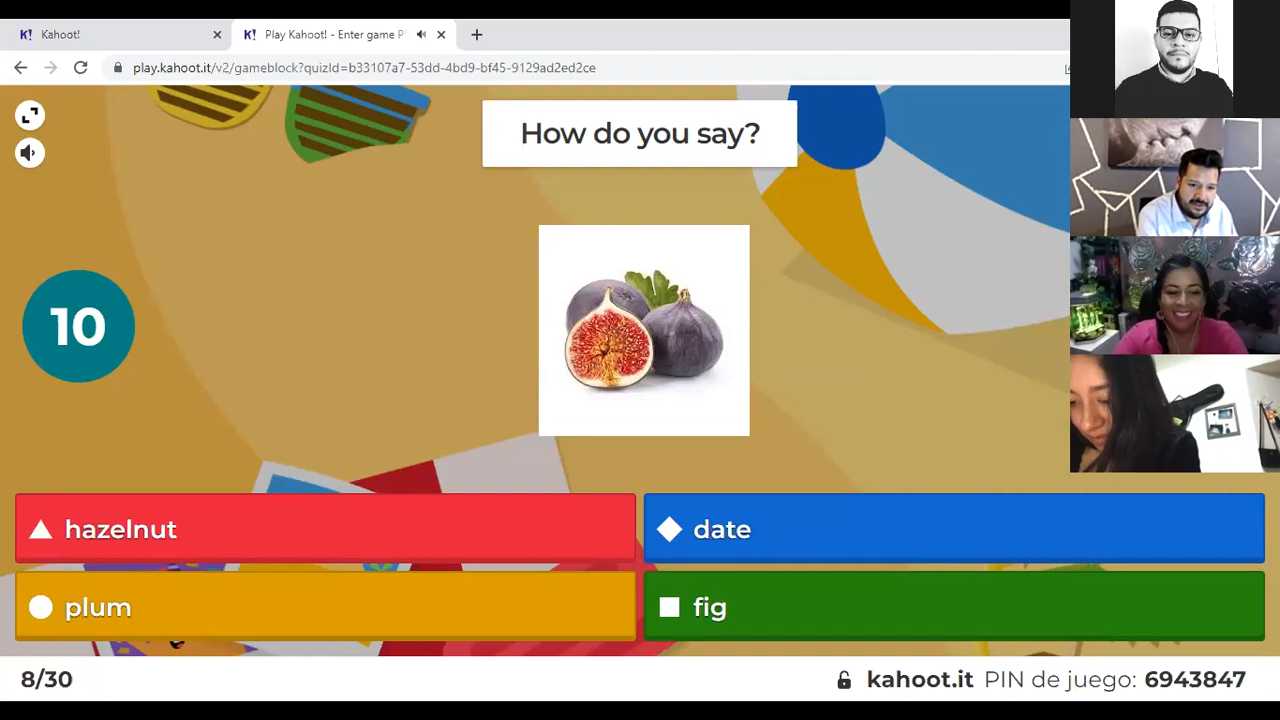 K! Kahoot!
K! Play Kahoot! - Enter game P
play.kahoot.it/v2/gameblock?quizId=b33107a7-53dd-4bd9-bf45-9129ad2ed2ce
How do you say?
10
hazelnut
date
plum
fig
8/30
kahoot.it PIN de juego: 6943847